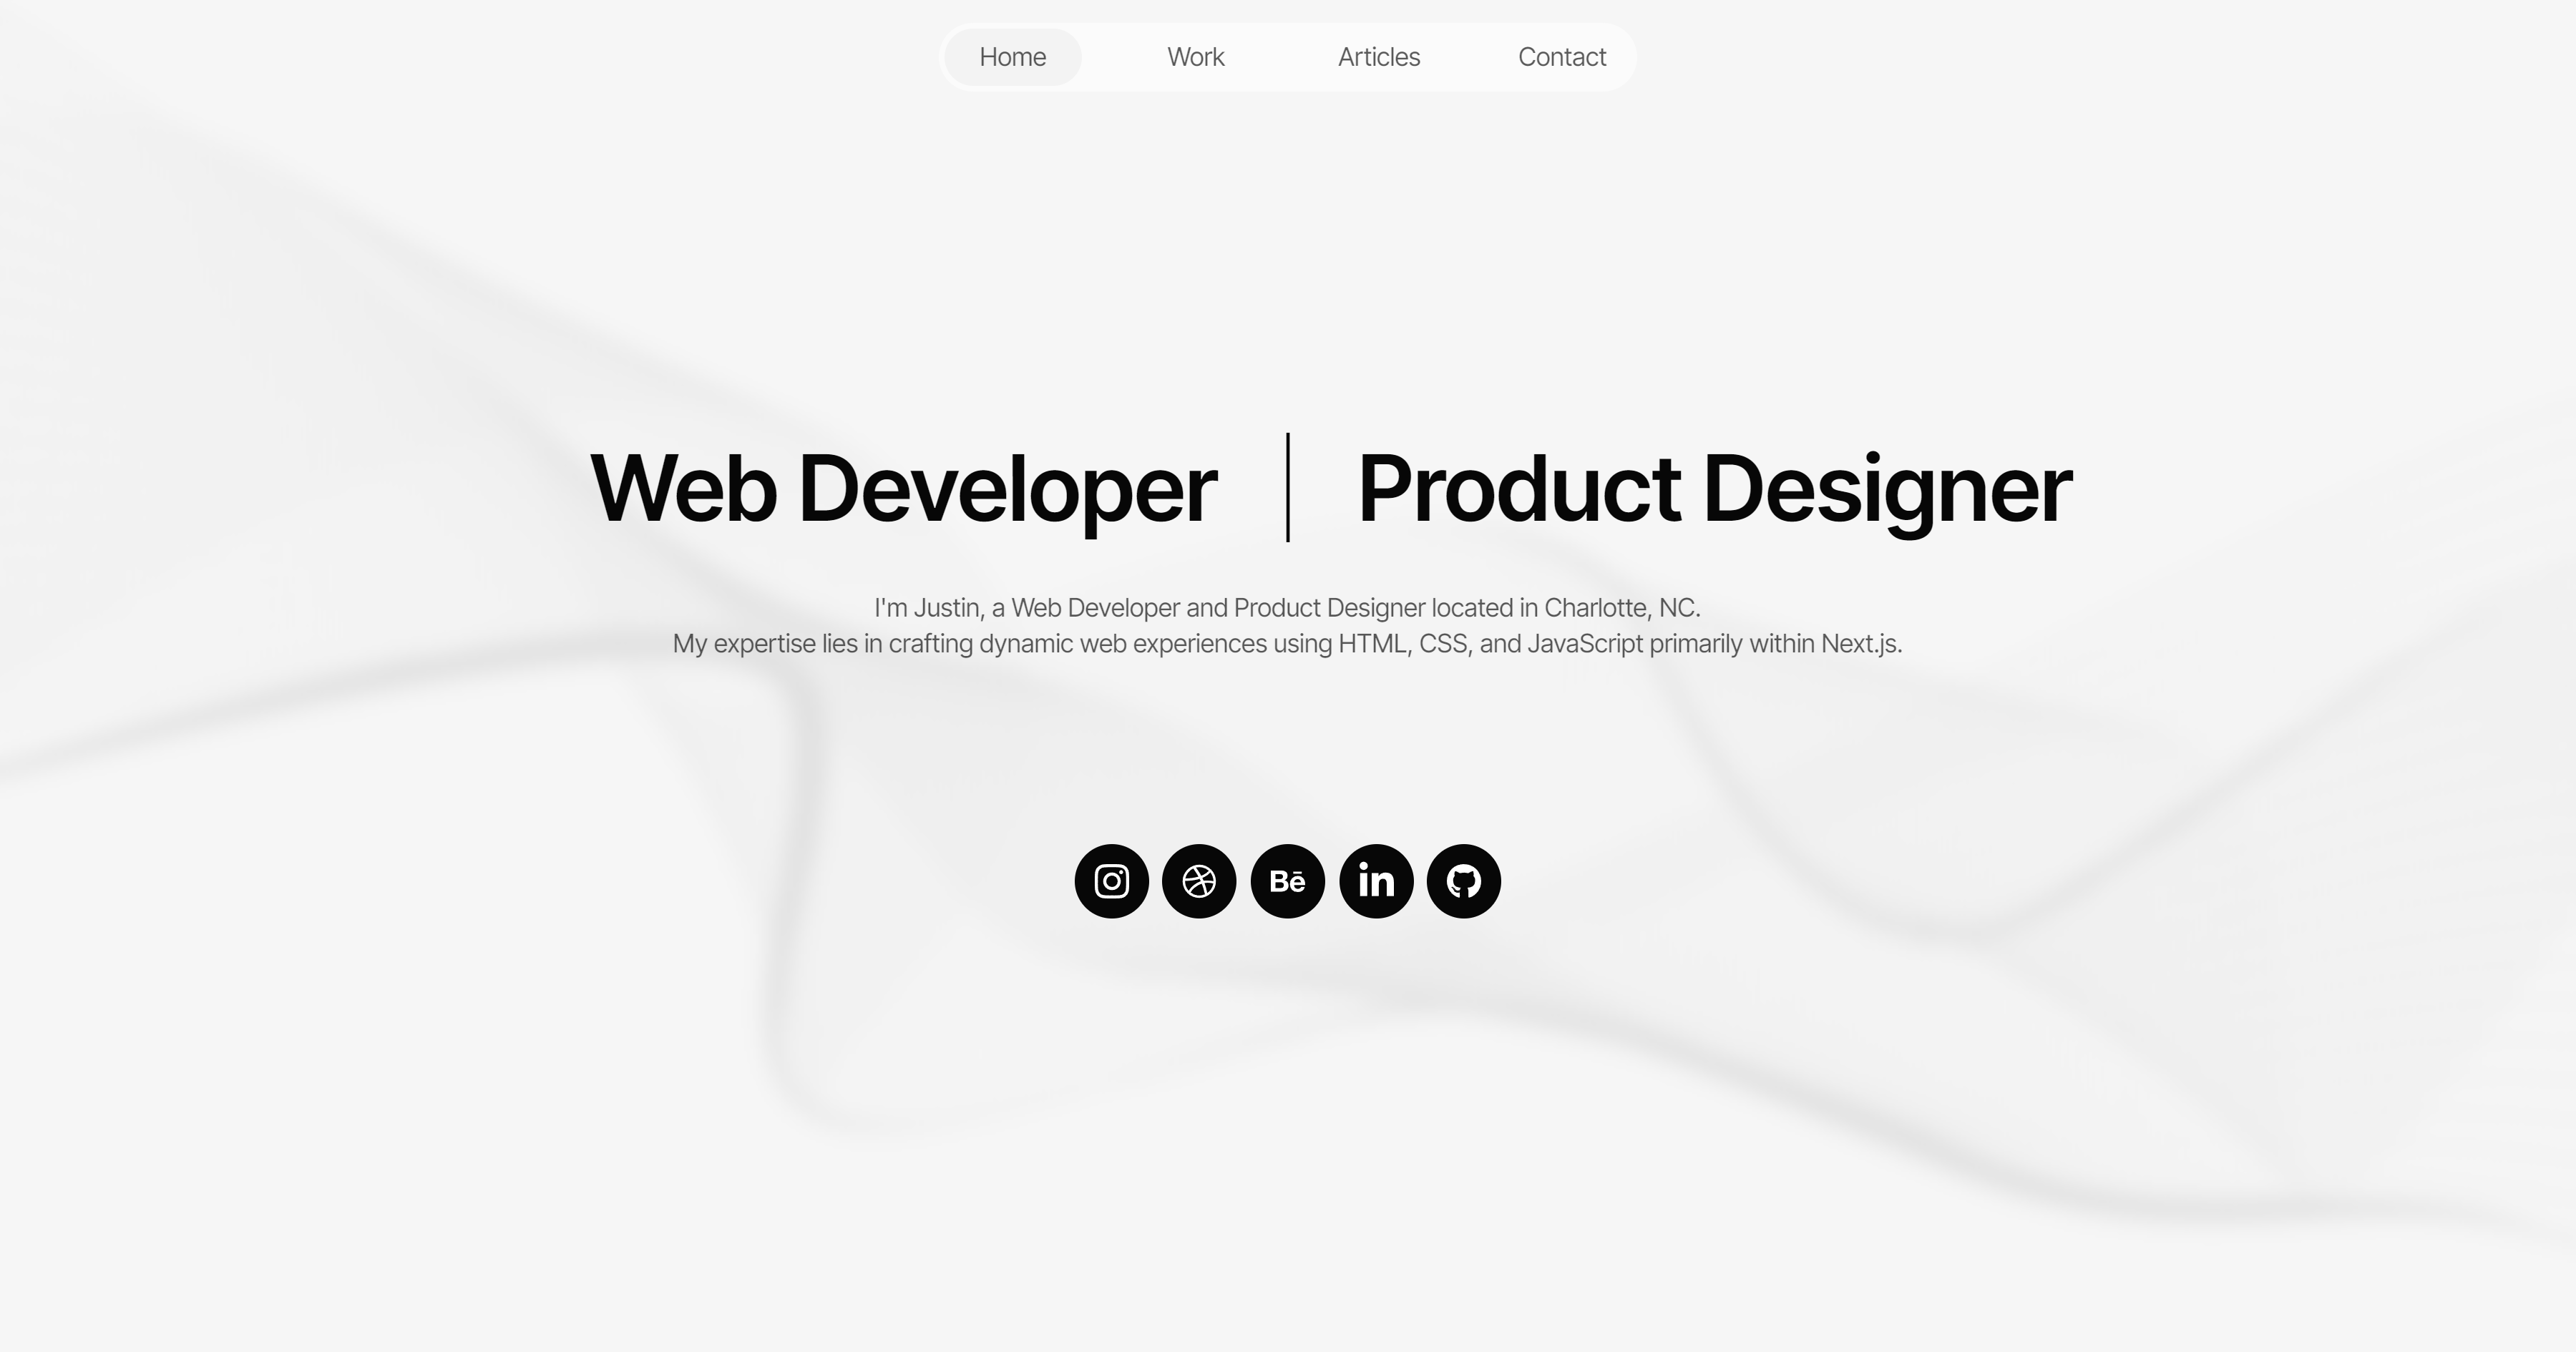 Home Work Articles Contact
Web Developer | Product Designer
I'm Justin, a Web Developer and Product Designer located in Charlotte, NC.
My expertise lies in crafting dynamic web experiences using HTML, CSS, and JavaScript primarily within Next.js.
Bē in